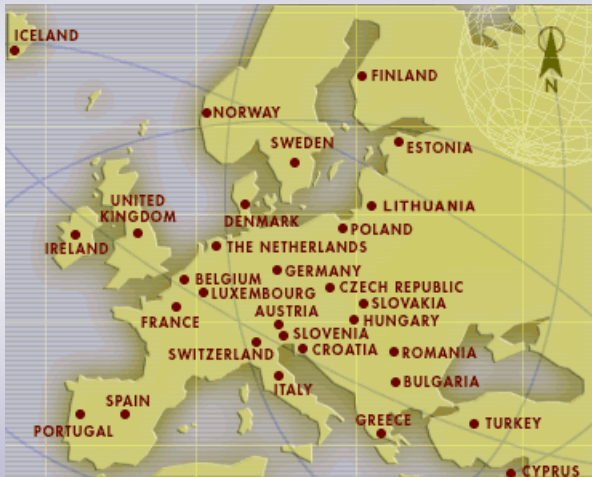 ICELAND
FINLAND
N
NORWAY
SWEDEN
ESTONIA
UNITED
KINGDOM
DENMARK
LITHUANIA
IRELAND
POLAND
THE NETHERLANDS
GERMANY
BELGIUM
CZECH REPUBLIC
LUXEMBOURG
SLOVAKIA
AUSTRIA
FRANCE
HUNGARY
SLOVENIA
SWITZERLAND
CROATIA
ROMANIA
ITALY
BULGARIA
SPAIN
PORTUGAL
GREECE
TURKEY
CYPRUS